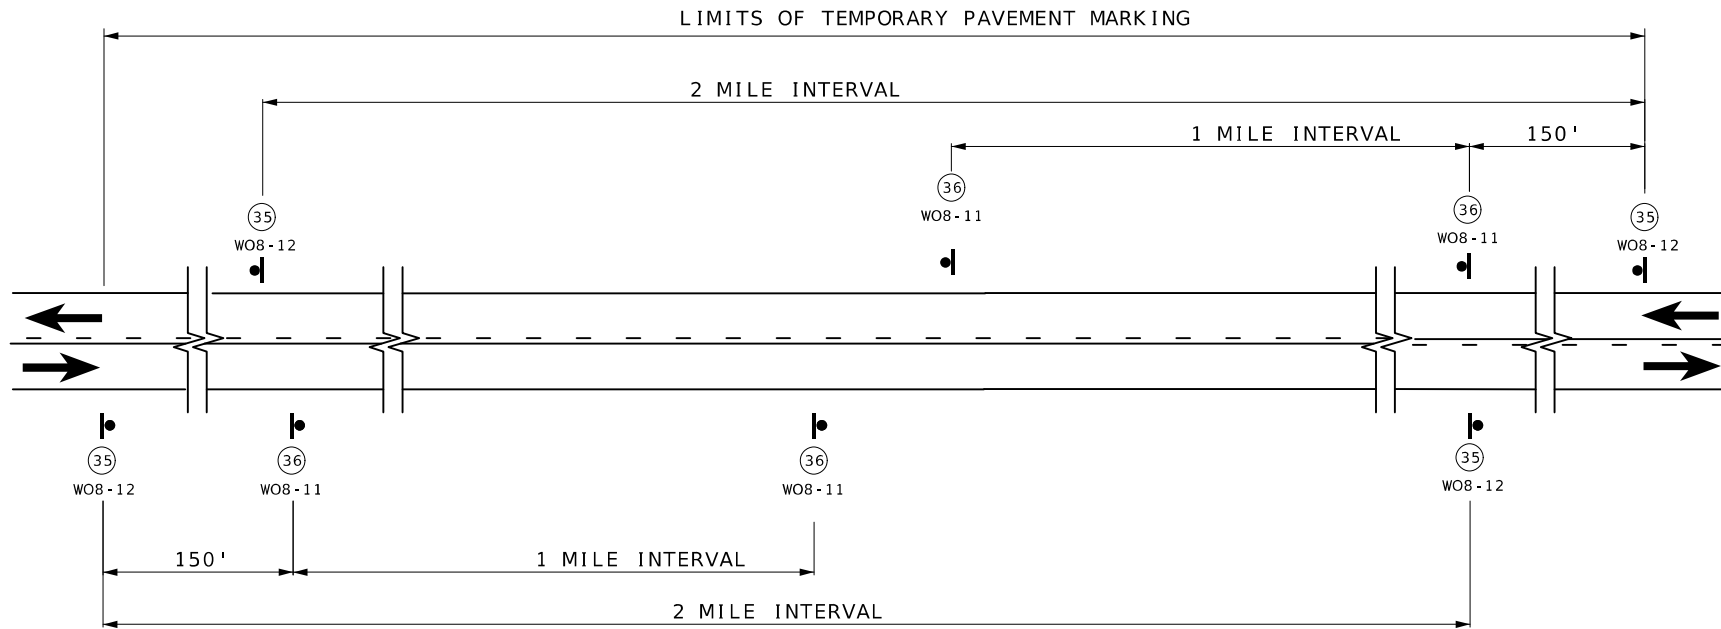 LIMITS OF TEMPORARY PAVEMENT MARKING
2 MILE INTERVAL
1 MILE INTERVAL
150'
36
WO8-11
35
WO8-12
36
WO8-11
35
WO8-12
35
WO8-12
36
WO8-11
36
WO8-11
35
WO8-12
150'
1 MILE INTERVAL
2 MILE INTERVAL